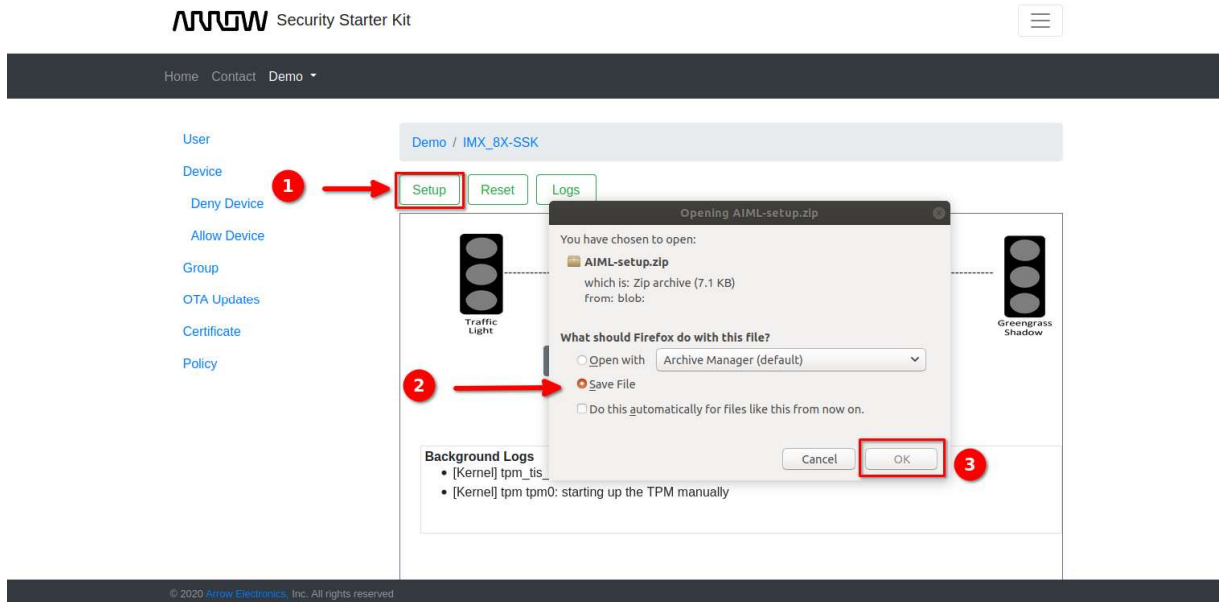 ARROW Security Starter Kit
Home Contact Demo
User
Device
Deny Device
Allow Device
Group
OTA Updates
Certificate
Policy
Demo / IMX_8X-SSK
1
Setup Reset Logs
Traffic
Light
Greengrass
Shadow
Opening AIML-setup.zip
You have chosen to open:
AIML-setup.zip
which is: Zip archive (7.1 KB)
from: blob:
What should Firefox do with this file?
Open with Archive Manager (default)
2
Save File
Do this automatically for files like this from now on.
Cancel OK
3
Background Logs
[Kernel] tpm_tis_
[Kernel] tpm tpm0: starting up the TPM manually
© 2020 Arrow Electronics, Inc. All rights reserved